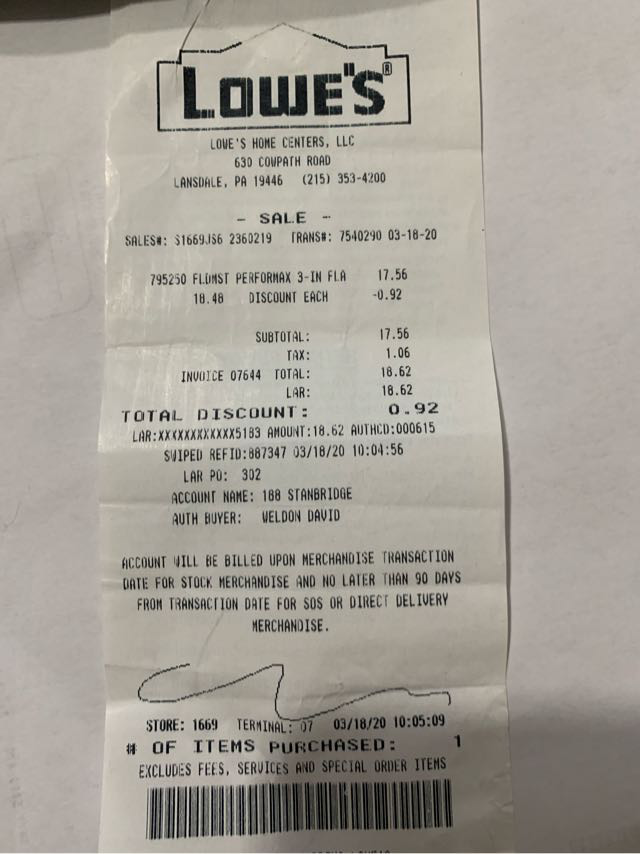 LOWE'S®
LOWE'S HOME CENTERS, LLC
630 COWPATH ROAD
LANSDALE, PA 19446 (215) 353-4200
- SALE -
SALES#: S1669JS6 2360219 TRANS#: 7540290 03-18-20
795250 FLUMST PERFORMAX 3-IN FLA 17.56
18.48 DISCOUNT EACH -0.92
SUBTOTAL: 17.56
TAX: 1.06
INVOICE 07644 TOTAL: 18.62
LAR: 18.62
TOTAL DISCOUNT: 0.92
LAR:XXXXXXXXXXXX5183 AMOUNT:18.62 AUTHCD:000615
SWIPED REFID:887347 03/18/20 10:04:56
LAR PO: 302
ACCOUNT NAME: 188 STANBRIDGE
AUTH BUYER: WELDON DAVID
ACCOUNT WILL BE BILLED UPON MERCHANDISE TRANSACTION
DATE FOR STOCK MERCHANDISE AND NO LATER THAN 90 DAYS
FROM TRANSACTION DATE FOR SOS OR DIRECT DELIVERY
MERCHANDISE.
STORE: 1669 TERMINAL: 07 03/18/20 10:05:09
# OF ITEMS PURCHASED: 1
EXCLUDES FEES, SERVICES AND SPECIAL ORDER ITEMS